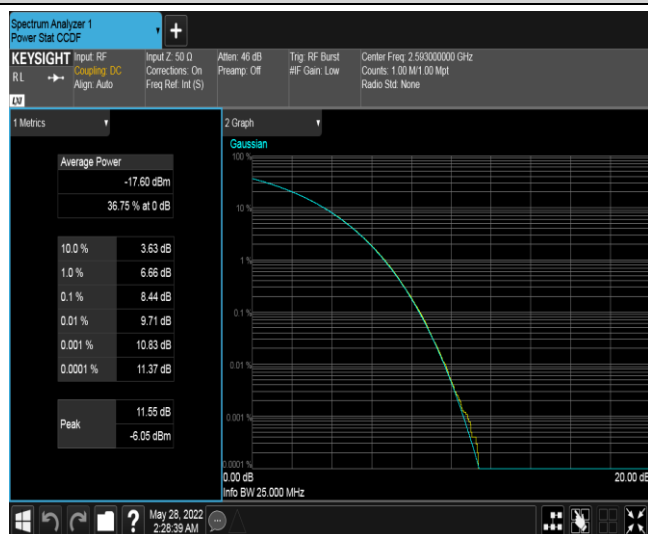 Spectrum Analyzer 1
Power Stat CCDF
KEYSIGHT
RL
LXI
Input: RF
Coupling: DC
Align: Auto
Input Z: 50 Ω
Corrections: On
Freq Ref: Int (S)
Atten: 46 dB
Preamp: Off
Trig: RF Burst
#IF Gain: Low
Center Freq: 2.593000000 GHz
Counts: 1.00 M/1.00 Mpt
Radio Std: None
1 Metrics
Average Power
-17.60 dBm
36.75 % at 0 dB
10.0 % 3.63 dB
1.0 % 6.66 dB
0.1 % 8.44 dB
0.01 % 9.71 dB
0.001 % 10.83 dB
0.0001 % 11.37 dB
Peak
11.55 dB
-6.05 dBm
2 Graph
Gaussian
100 %
10 %
1 %
0.1 %
0.01 %
0.001 %
0.0001 %
0.00 dB
20.00 dB
Info BW 25.000 MHz
?
May 28, 2022
2:28:39 AM